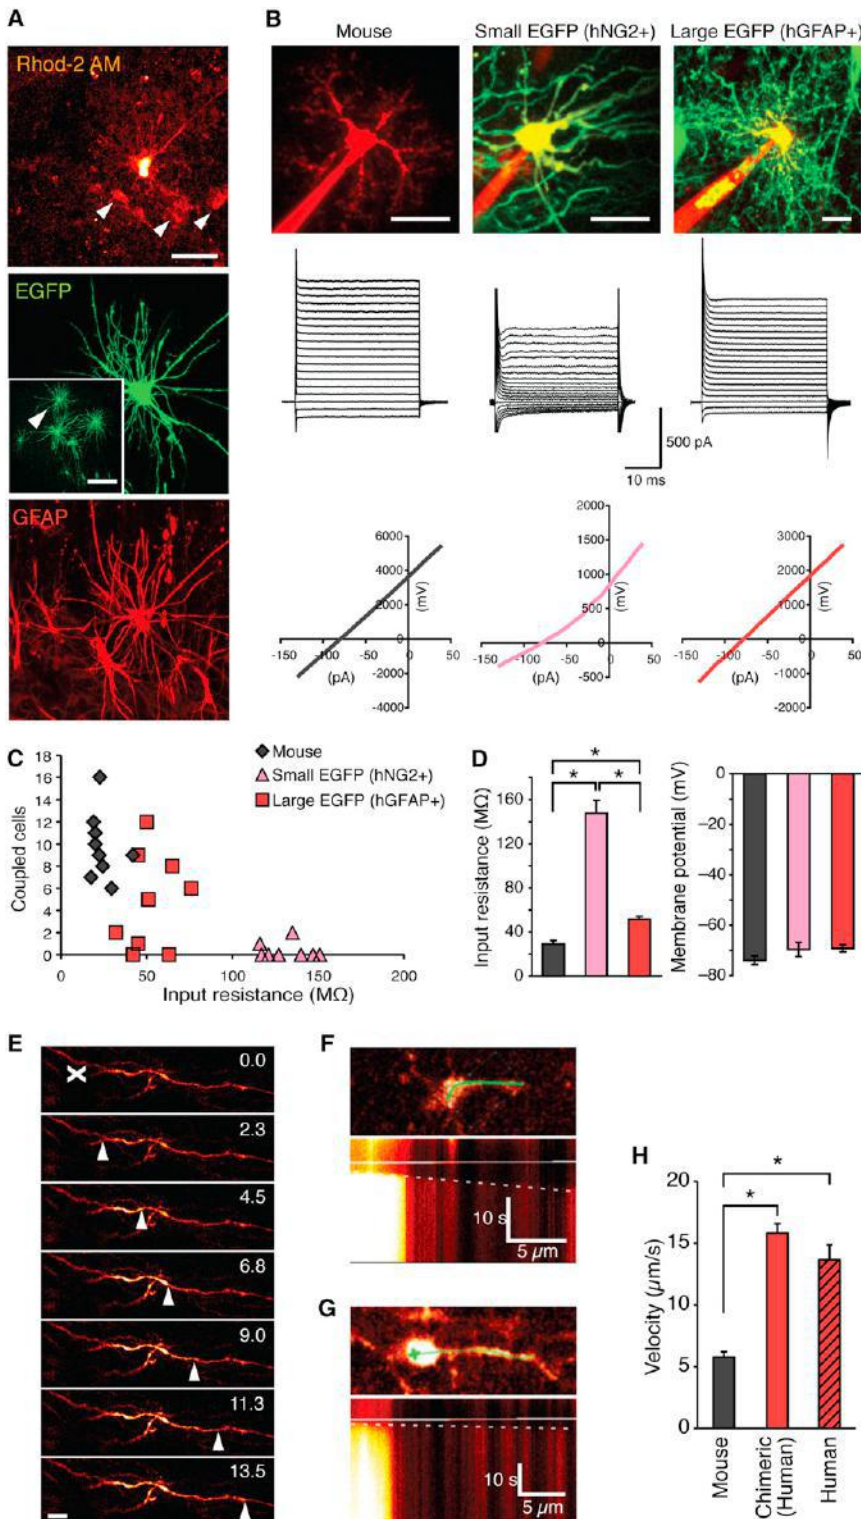 A
Rhod-2 AM
EGFP
GFAP
B
Mouse
Small EGFP (hNG2+)
Large EGFP (hGFAP+)
500 pA
10 ms
6000
4000
2000
0
-2000
-4000
(mV)
(pA)
-150 -100 -50 0 50
2000
1500
1000
500
0
-500
(mV)
(pA)
-150 -100 -50 0 50
3000
2000
1000
0
-1000
-2000
(mV)
(pA)
-150 -100 -50 0 50
C
Coupled cells
18
16
14
12
10
8
6
4
2
0
0 50 100 150 200
Input resistance (MΩ)
Mouse
Small EGFP (hNG2+)
Large EGFP (hGFAP+)
D
Input resistance (MΩ)
160
120
80
40
0
* * *
Membrane potential (mV)
0
−20
−40
−60
−80
E
0.0
2.3
4.5
6.8
9.0
11.3
13.5
F
10 s
5 µm
G
10 s
5 µm
H
Velocity (µm/s)
20
15
10
5
0
* *
Mouse
Chimeric
(Human)
Human